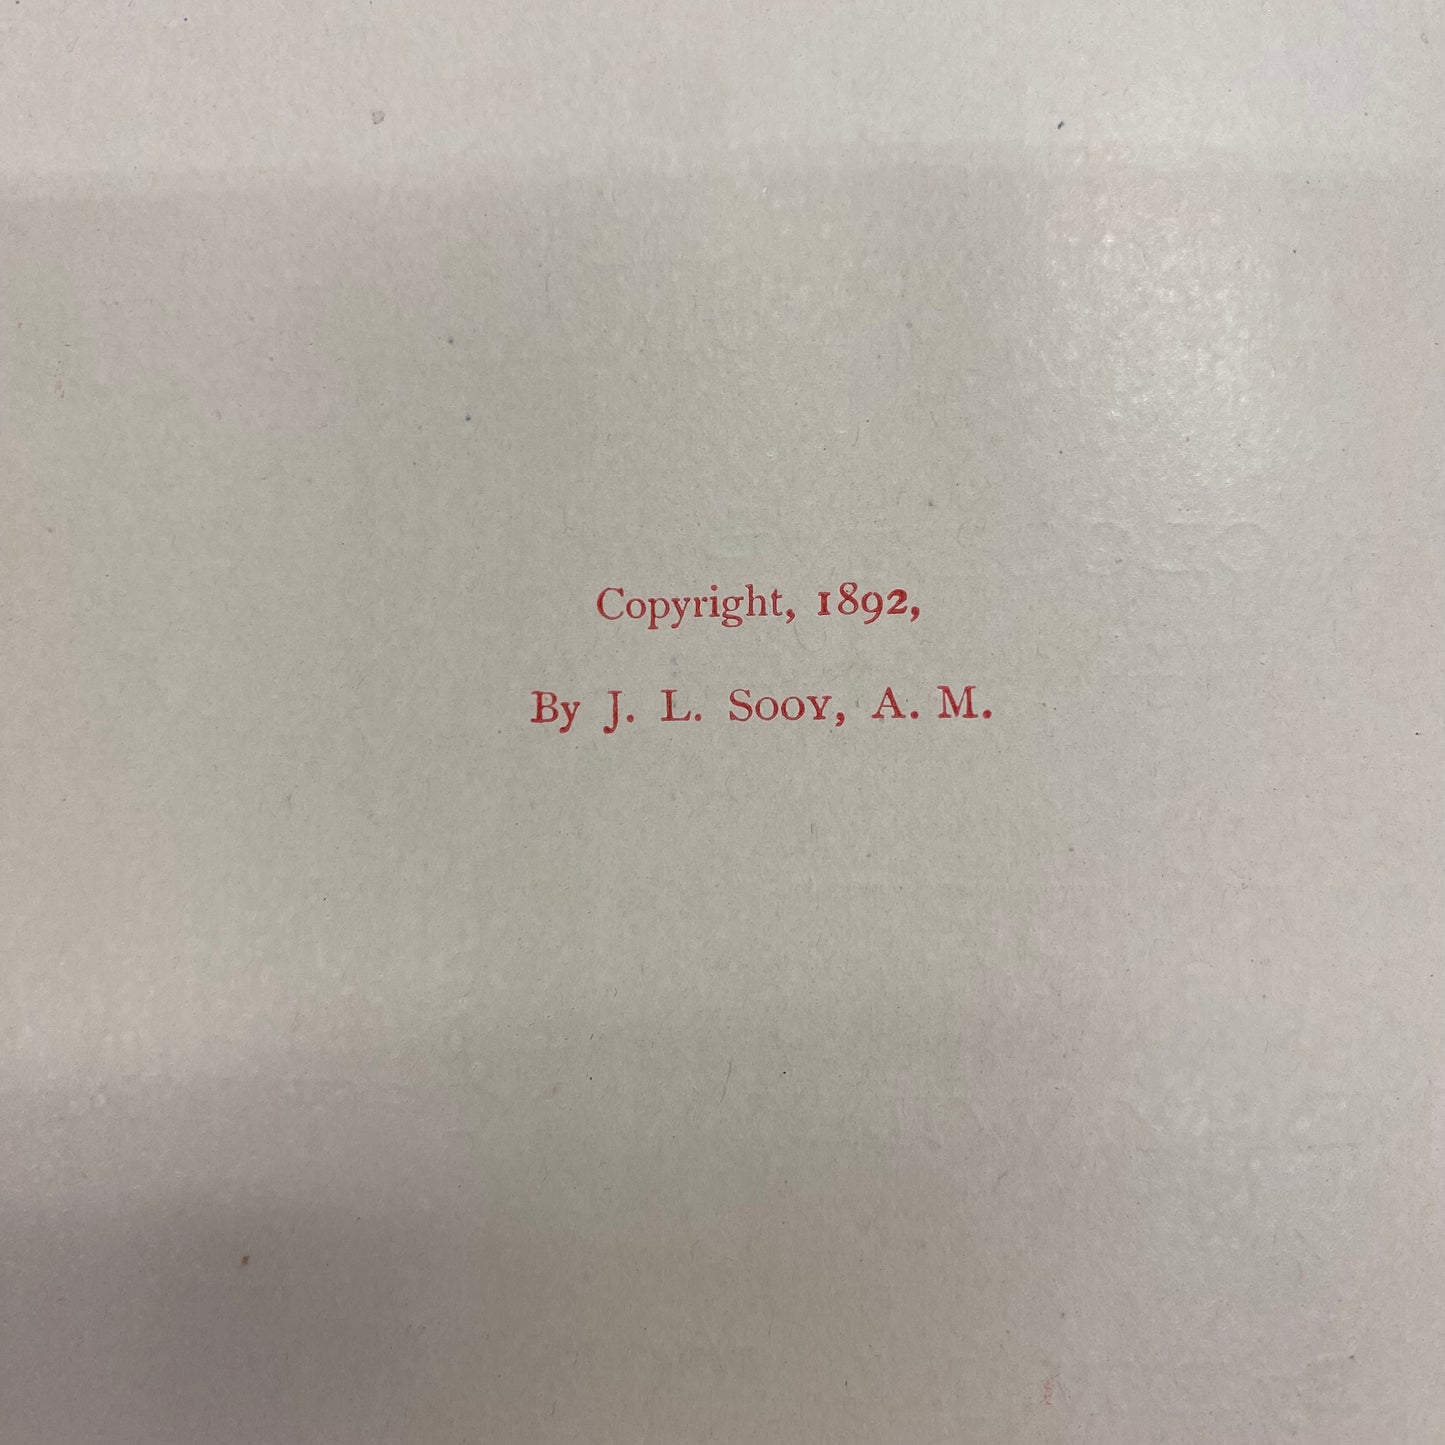 Copyright, 1892,
By J. L. Sooy, A. M.